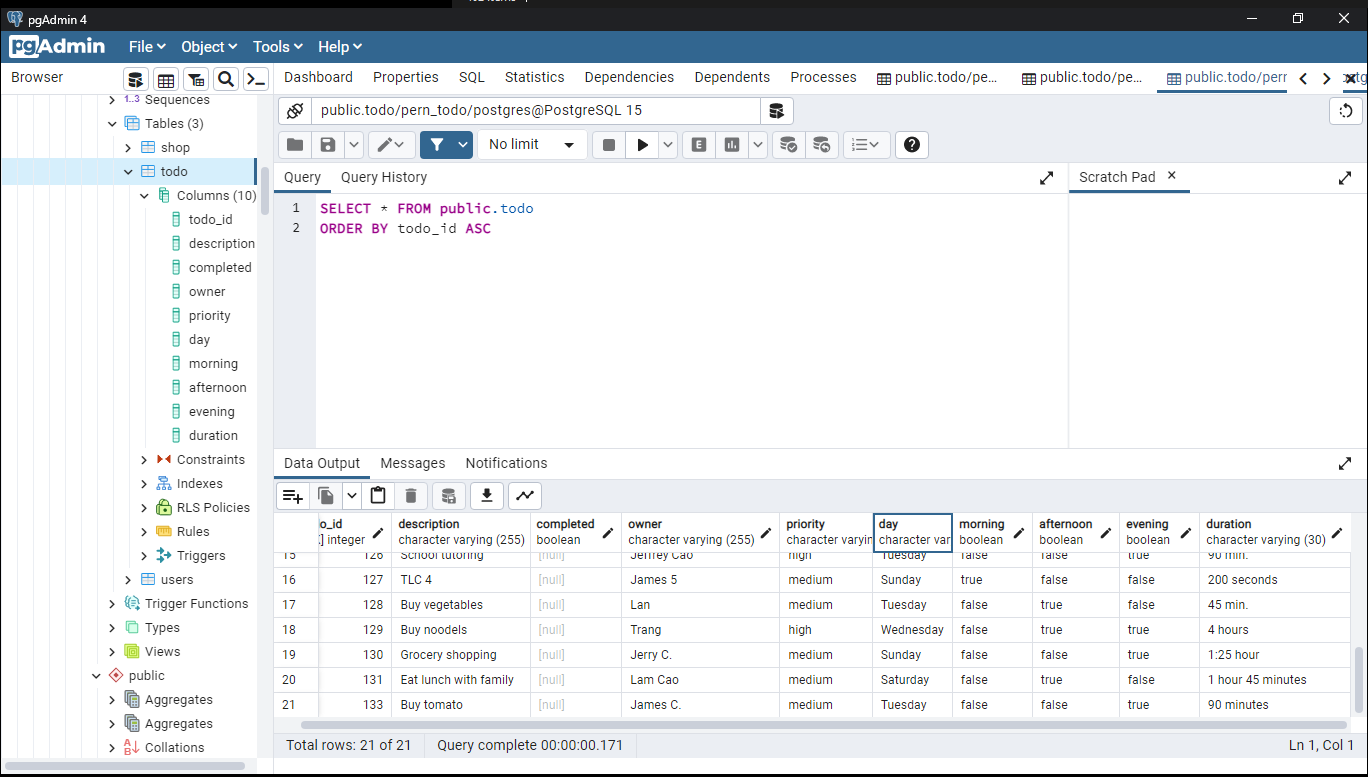 pgAdmin 4
pgAdmin File Object Tools Help
Browser
Dashboard Properties SQL Statistics Dependencies Dependents Processes public.todo/pe... public.todo/pe... public.todo/pern
public.todo/pern_todo/postgres@PostgreSQL 15
No limit
E
Query Query History
Scratch Pad
1 SELECT * FROM public.todo
2 ORDER BY todo_id ASC
1..3 Sequences
Tables (3)
shop
todo
Columns (10)
todo_id
description
completed
owner
priority
day
morning
afternoon
evening
duration
Constraints
Indexes
RLS Policies
Rules
Triggers
users
Trigger Functions
Types
Views
public
Aggregates
Aggregates
Collations
Data Output Messages Notifications
o_id description completed owner priority day morning afternoon evening duration
] integer character varying (255) boolean character varying (255) character varyin character var boolean boolean boolean character varying (30)
15 126 School tutoring [null] Jeffrey Cao high Tuesday false false true 90 min.
16 127 TLC 4 [null] James 5 medium Sunday true false false 200 seconds
17 128 Buy vegetables [null] Lan medium Tuesday false true false 45 min.
18 129 Buy noodels [null] Trang high Wednesday false true true 4 hours
19 130 Grocery shopping [null] Jerry C. medium Sunday false false true 1:25 hour
20 131 Eat lunch with family [null] Lam Cao medium Saturday false true false 1 hour 45 minutes
21 133 Buy tomato [null] James C. medium Tuesday false false true 90 minutes
Total rows: 21 of 21 Query complete 00:00:00.171 Ln 1, Col 1